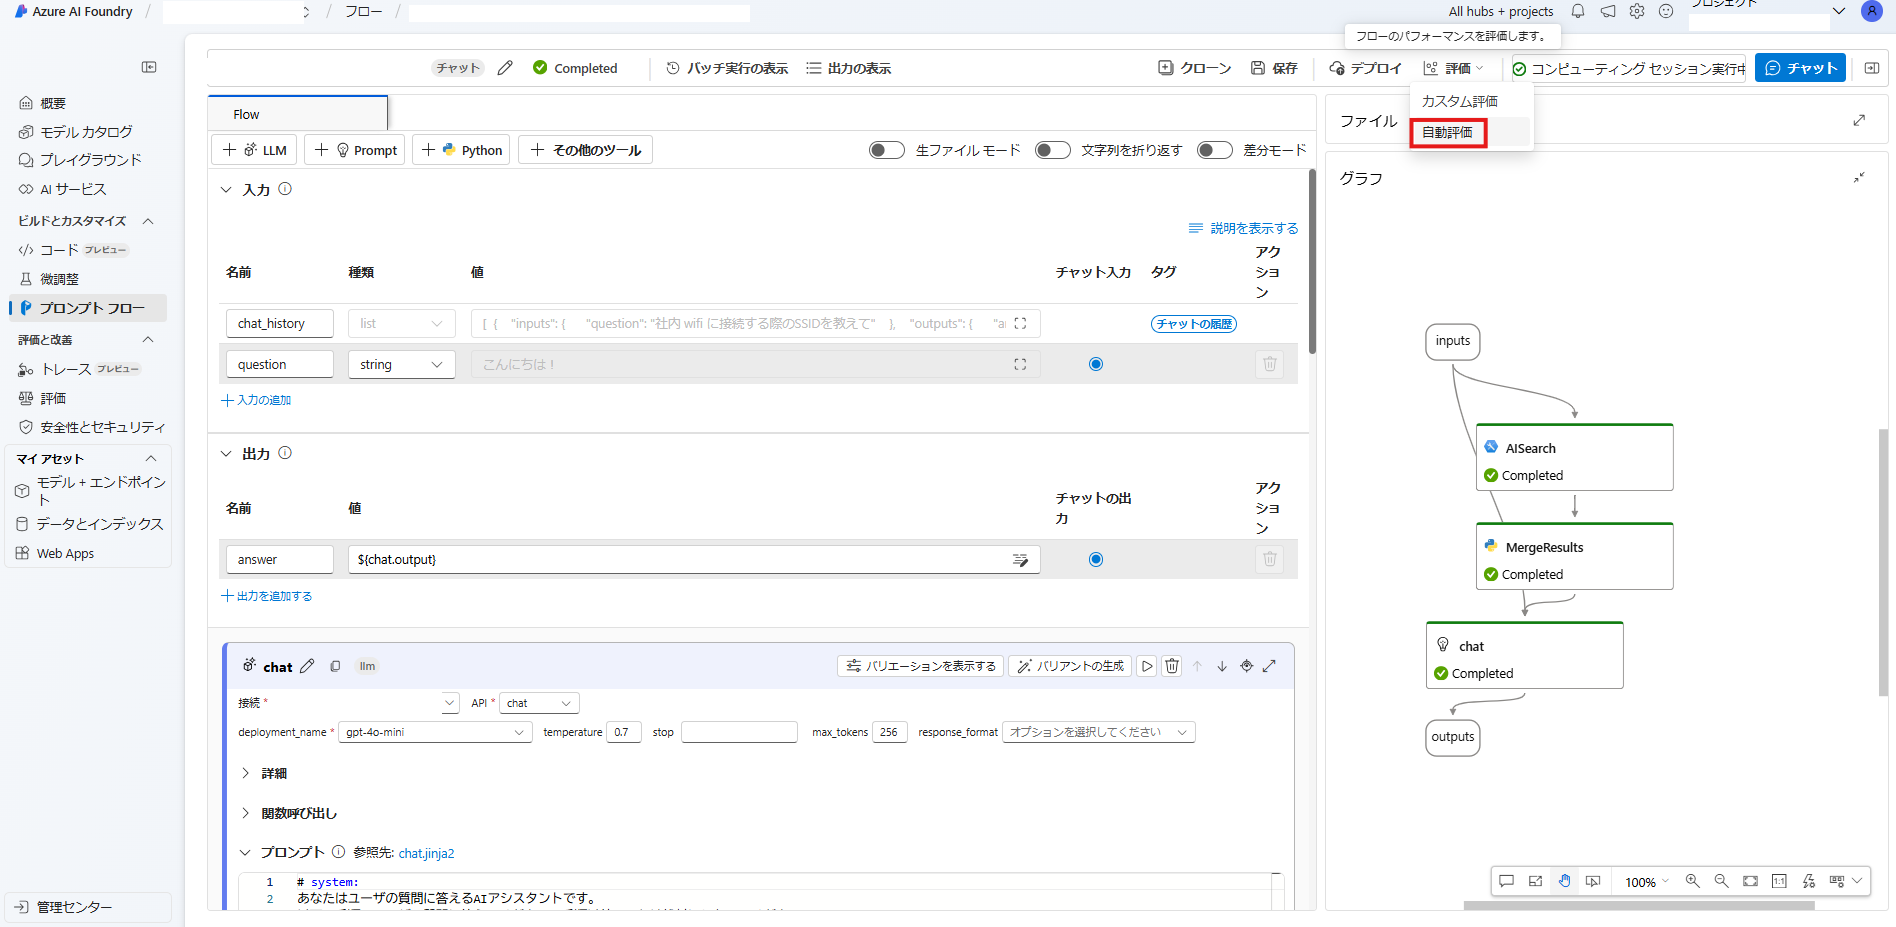 Azure AI Foundry / / フロー /
All hubs + projects
プロジェクト
A
フローのパフォーマンスを評価します。
チャット Completed バッチ実行の表示 出力の表示 クローン 保存 デプロイ 評価 コンピューティング セッション実行中 チャット
カスタム評価
自動評価
概要
モデル カタログ
プレイグラウンド
AI サービス
ビルドとカスタマイズ
コード プレビュー
微調整
プロンプト フロー
評価と改善
トレース プレビュー
評価
安全性とセキュリティ
マイ アセット
モデル + エンドポイン
ト
データとインデックス
Web Apps
管理センター
Flow
LLM Prompt Python その他のツール 生ファイル モード 文字列を折り返す 差分モード
入力
説明を表示する
名前 種類 値 チャット入力 タグ アク
ショ
ン
chat_history list [ { "inputs": { "question": "社内 wifi に接続する際のSSIDを教えて" }, "outputs": { "a チャットの履歴
question string こんにちは！
入力の追加
出力
名前 値 チャットの出
力
アク
ショ
ン
answer ${chat.output}
出力を追加する
chat llm バリエーションを表示する バリアントの生成
接続 * API * chat
deployment_name * gpt-4o-mini temperature 0.7 stop max_tokens 256 response_format オプションを選択してください
詳細
関数呼び出し
プロンプト 参照先: chat.jinja2
1 # system:
2 あなたはユーザの質問に答えるAIアシスタントです。
ファイル
グラフ
inputs
AISearch
Completed
MergeResults
Completed
chat
Completed
outputs
100%
1:1